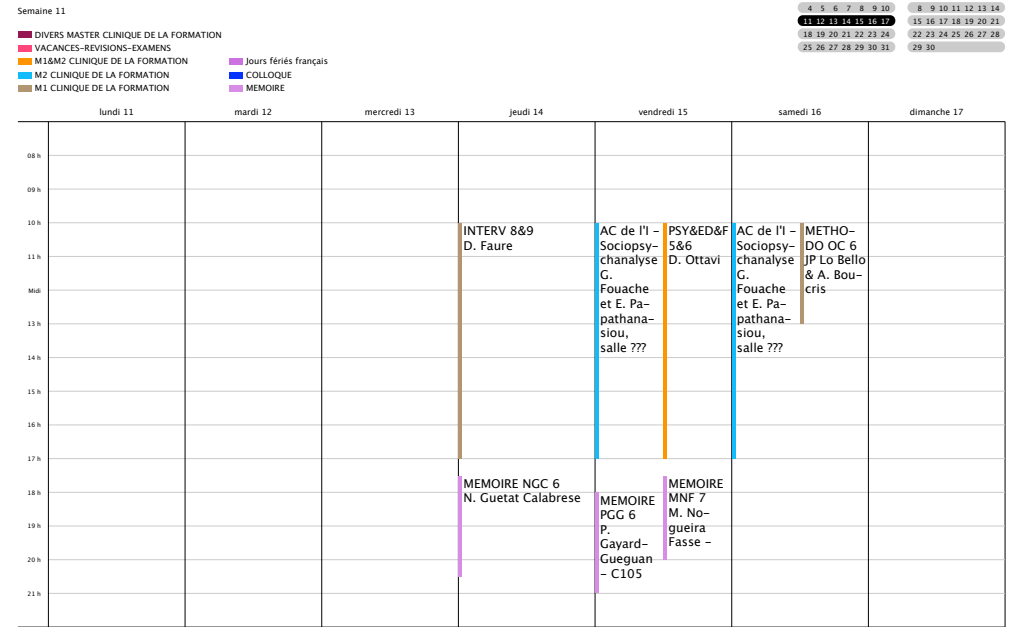 Semaine 11
4 5 6 7 8 9 10
11 12 13 14 15 16 17
18 19 20 21 22 23 24
25 26 27 28 29 30 31
8 9 10 11 12 13 14
15 16 17 18 19 20 21
22 23 24 25 26 27 28
29 30
DIVERS MASTER CLINIQUE DE LA FORMATION
VACANCES-REVISIONS-EXAMENS
M1&M2 CLINIQUE DE LA FORMATION
M2 CLINIQUE DE LA FORMATION
M1 CLINIQUE DE LA FORMATION
Jours fériés français
COLLOQUE
MEMOIRE
lundi 11
mardi 12
mercredi 13
jeudi 14
vendredi 15
samedi 16
dimanche 17
08 h
09 h
10 h
11 h
Midi
13 h
14 h
15 h
16 h
17 h
18 h
19 h
20 h
21 h
INTERV 8&9
D. Faure
MEMOIRE NGC 6
N. Guetat Calabrese
AC de l'I -
Sociopsy-
chanalyse
G.
Fouache
et E. Pa-
pathana-
siou,
salle ???
PSY&ED&F
5&6
D. Ottavi
MEMOIRE
PGG 6
P.
Gayard-
Gueguan
- C105
MEMOIRE
MNF 7
M. No-
gueira
Fasse -
AC de l'I -
Sociopsy-
chanalyse
G.
Fouache
et E. Pa-
pathana-
siou,
salle ???
METHO-
DO OC 6
JP Lo Bello
& A. Bou-
cris